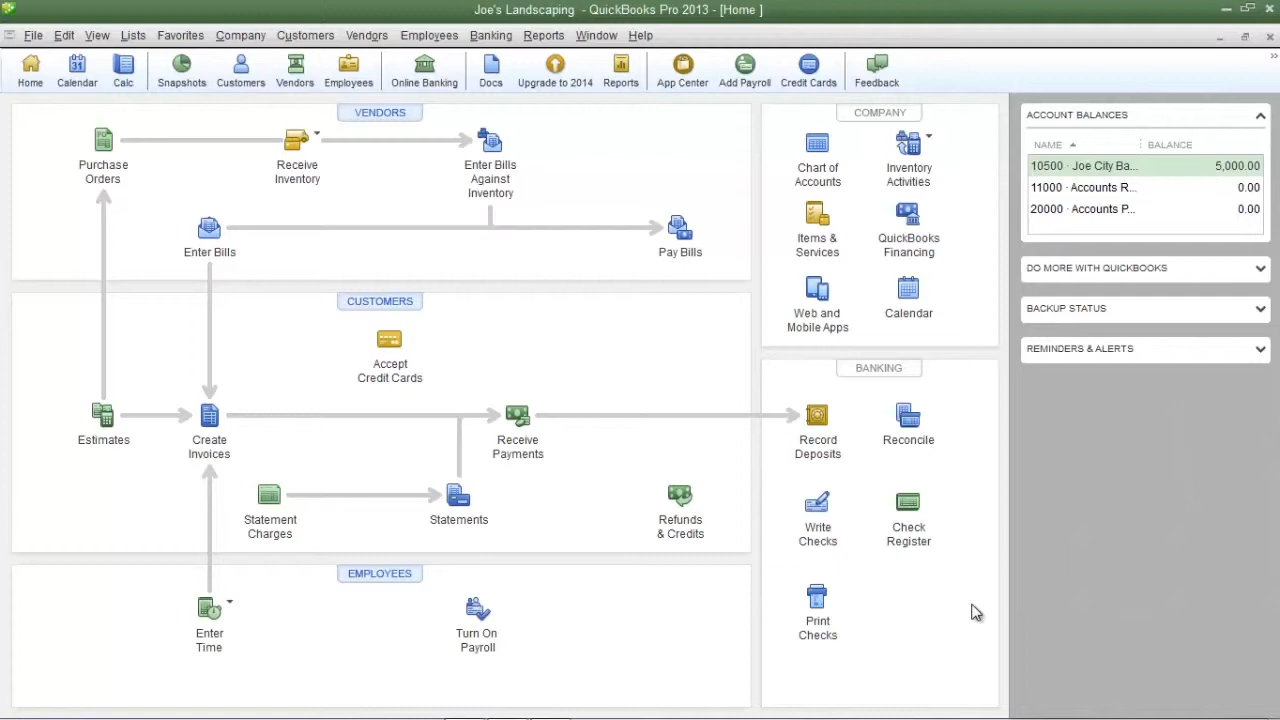 Joe's Landscaping - QuickBooks Pro 2013 - [Home ]
File Edit View Lists Favorites Company Customers Vendors Employees Banking Reports Window Help
31
Home Calendar Calc Snapshots Customers Vendors Employees Online Banking Docs Upgrade to 2014 Reports App Center Add Payroll Credit Cards Feedback
VENDORS
Purchase
Orders
Receive
Inventory
Enter Bills
Against
Inventory
Enter Bills
Pay Bills
CUSTOMERS
Accept
Credit Cards
Estimates
Create
Invoices
Receive
Payments
Statement
Charges
Statements
Refunds
& Credits
EMPLOYEES
Enter
Time
Turn On
Payroll
COMPANY
Chart of
Accounts
Inventory
Activities
Items &
Services
QuickBooks
Financing
Web and
Mobile Apps
Calendar
BANKING
Record
Deposits
Reconcile
Write
Checks
Check
Register
Print
Checks
ACCOUNT BALANCES
NAME BALANCE
10500 · Joe City Ba... 5,000.00
11000 · Accounts R... 0.00
20000 · Accounts P... 0.00
DO MORE WITH QUICKBOOKS
BACKUP STATUS
REMINDERS & ALERTS